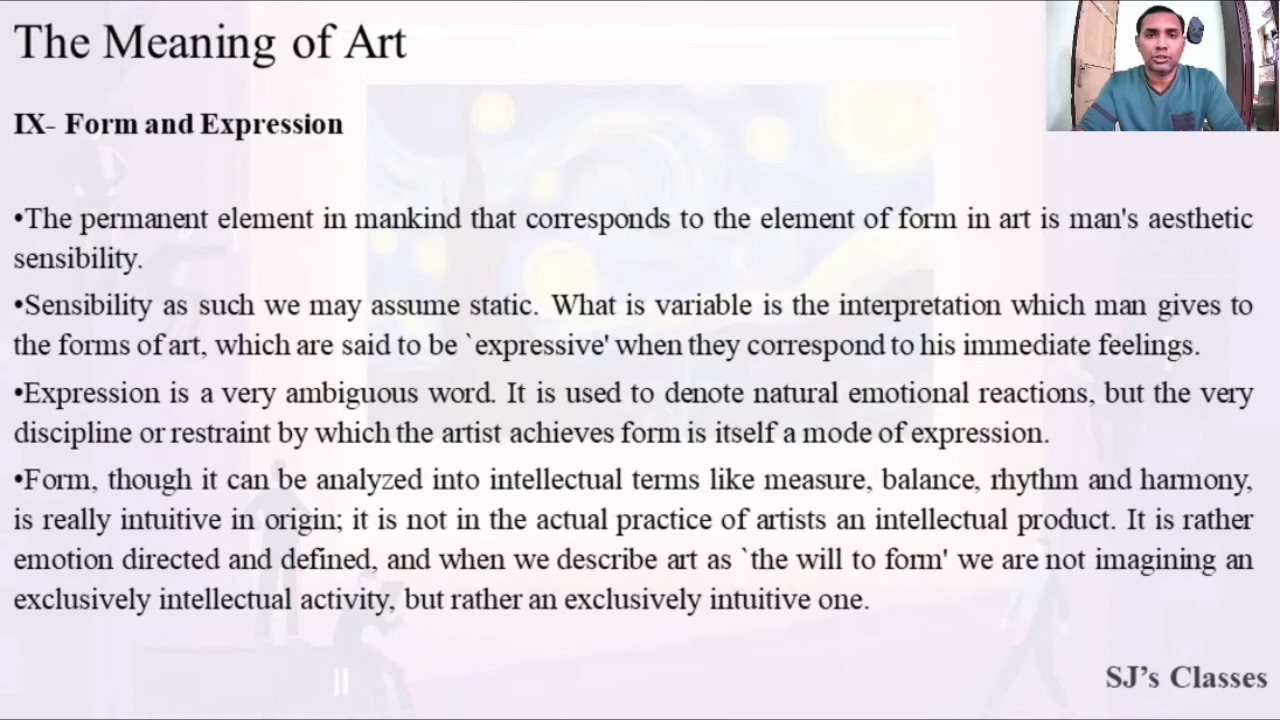 The Meaning of Art
IX- Form and Expression
•The permanent element in mankind that corresponds to the element of form in art is man's aesthetic
sensibility.
•Sensibility as such we may assume static. What is variable is the interpretation which man gives to
the forms of art, which are said to be `expressive' when they correspond to his immediate feelings.
•Expression is a very ambiguous word. It is used to denote natural emotional reactions, but the very
discipline or restraint by which the artist achieves form is itself a mode of expression.
•Form, though it can be analyzed into intellectual terms like measure, balance, rhythm and harmony,
is really intuitive in origin; it is not in the actual practice of artists an intellectual product. It is rather
emotion directed and defined, and when we describe art as `the will to form' we are not imagining an
exclusively intellectual activity, but rather an exclusively intuitive one.
SJ's Classes